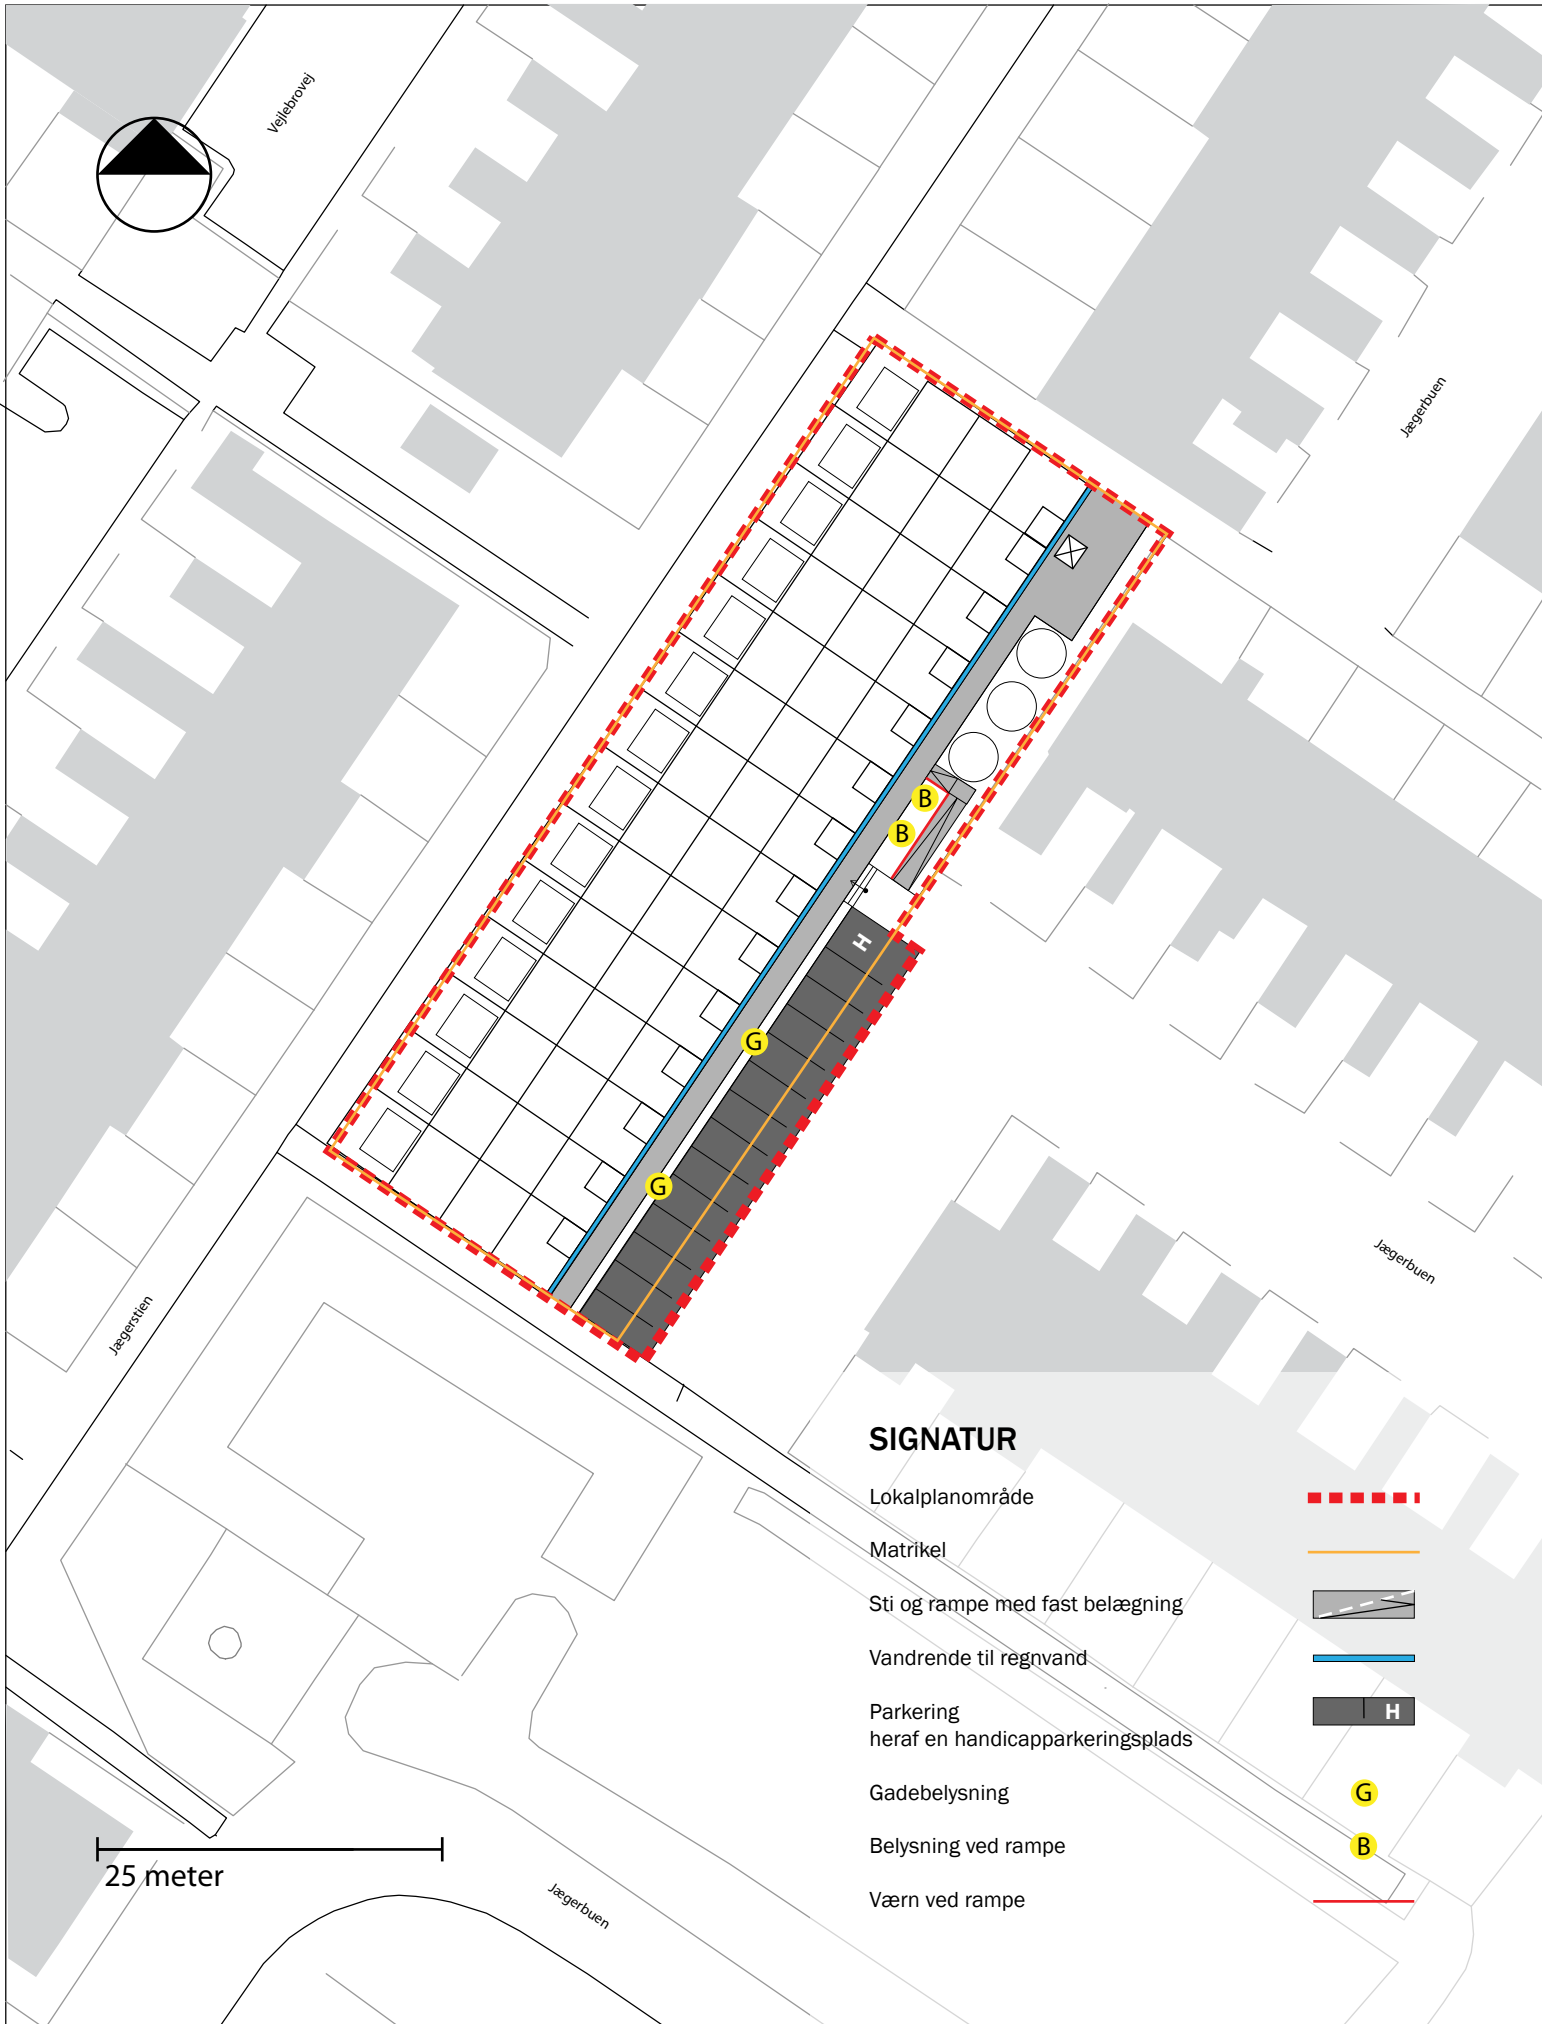 Vejlebrovej
Jægerbuen
B
B
H
G
G
Jægerbuen
Jægerstien
SIGNATUR
Lokalplanområde
Matrikel
Sti og rampe med fast belægning
Vandrende til regnvand
Parkering
heraf en handicapparkeringsplads
H
Gadebelysning
G
Belysning ved rampe
B
Værn ved rampe
25 meter
Jægerbuen